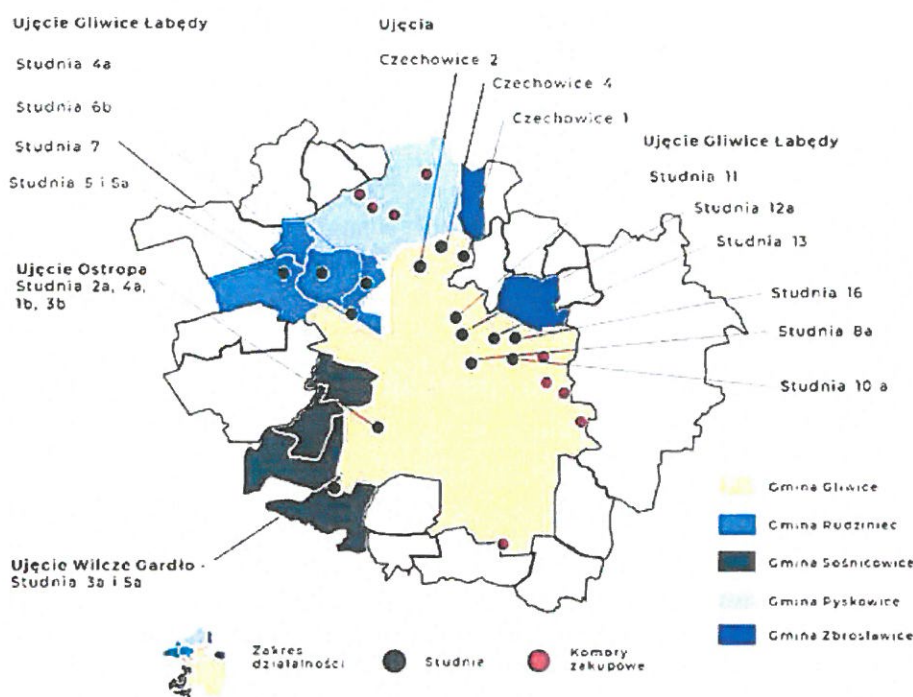 Ujęcie Gliwice Łabędy
Studnia 4a
Studnia 6b
Studnia 7
Studnia 5 i 5a
Ujęcie Ostropa
Studnie 2a, 4a,
1b, 3b
Ujęcie Wilcze Gardło -
Studnia 3a i 5a
Ujęcia
Czechowice 2
Czechowice 4
Czechowice 1
Ujęcie Gliwice Łabędy
Studnia 11
Studnia 12a
Studnia 13
Studnia 16
Studnia 8a
Studnia 10 a
Gmina Gliwice
Gmina Rudziniec
Gmina Sośnicowice
Gmina Pyskowice
Gmina Zbrosławice
Zakres
działalności
Studnie
Komory
zakupowe